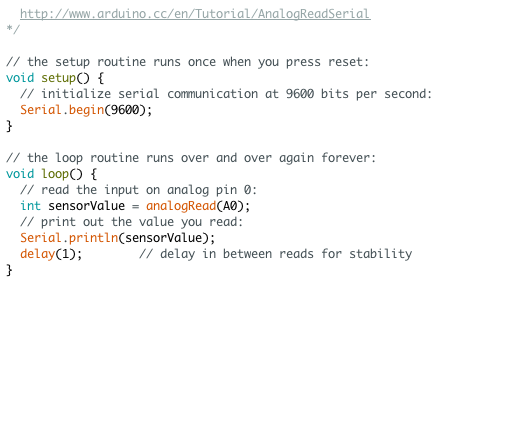 http://www.arduino.cc/en/Tutorial/AnalogReadSerial
*/

// the setup routine runs once when you press reset:
void setup() {
  // initialize serial communication at 9600 bits per second:
  Serial.begin(9600);
}

// the loop routine runs over and over again forever:
void loop() {
  // read the input on analog pin 0:
  int sensorValue = analogRead(A0);
  // print out the value you read:
  Serial.println(sensorValue);
  delay(1);        // delay in between reads for stability
}